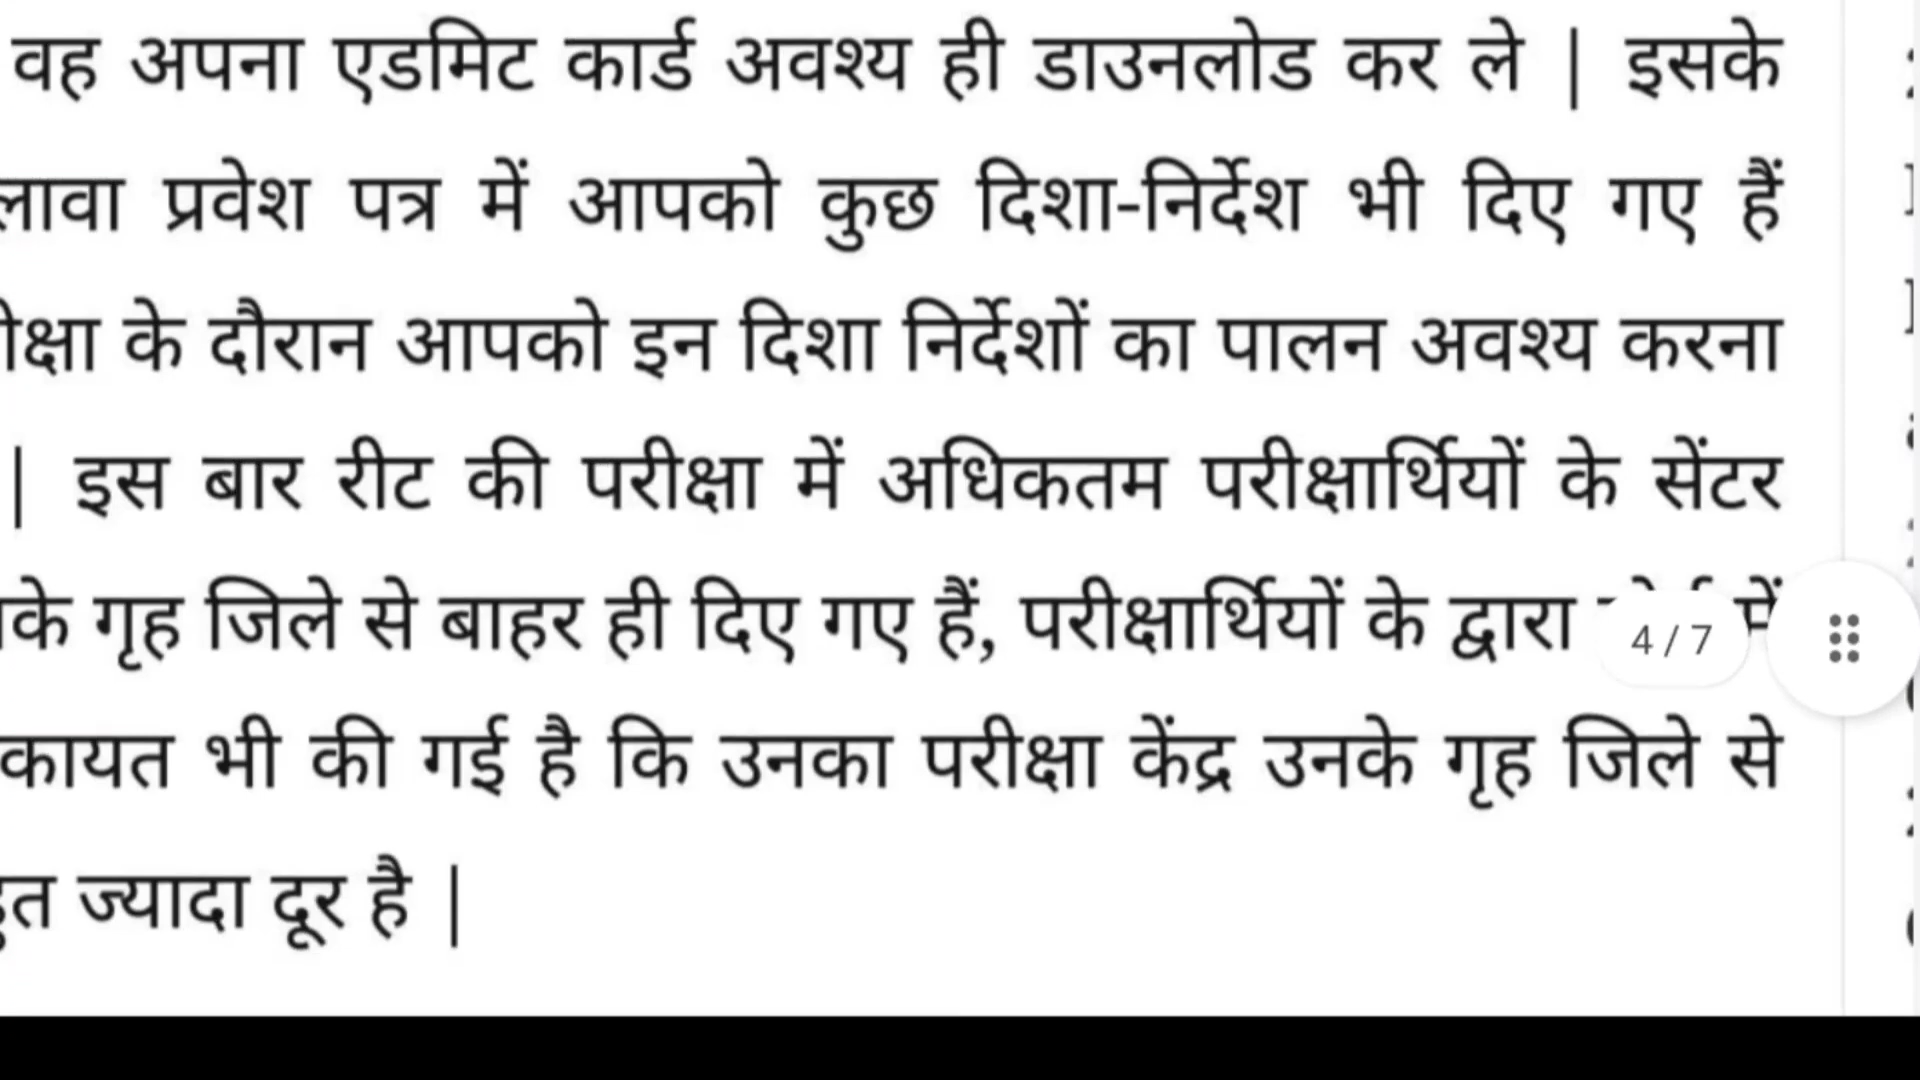 वह अपना एडमिट कार्ड अवश्य ही डाउनलोड कर ले | इसके
प्रवेश पत्र में आपको कुछ दिशा-निर्देश भी दिए गए हैं
के दौरान आपको इन दिशा निर्देशों का पालन अवश्य करना
| इस बार रीट की परीक्षा में अधिकतम परीक्षार्थियों के सेंटर
गृह जिले से बाहर ही दिए गए हैं, परीक्षार्थियों के द्वारा में
4 / 7
भी की गई है कि उनका परीक्षा केंद्र उनके गृह जिले से
ज्यादा दूर है |